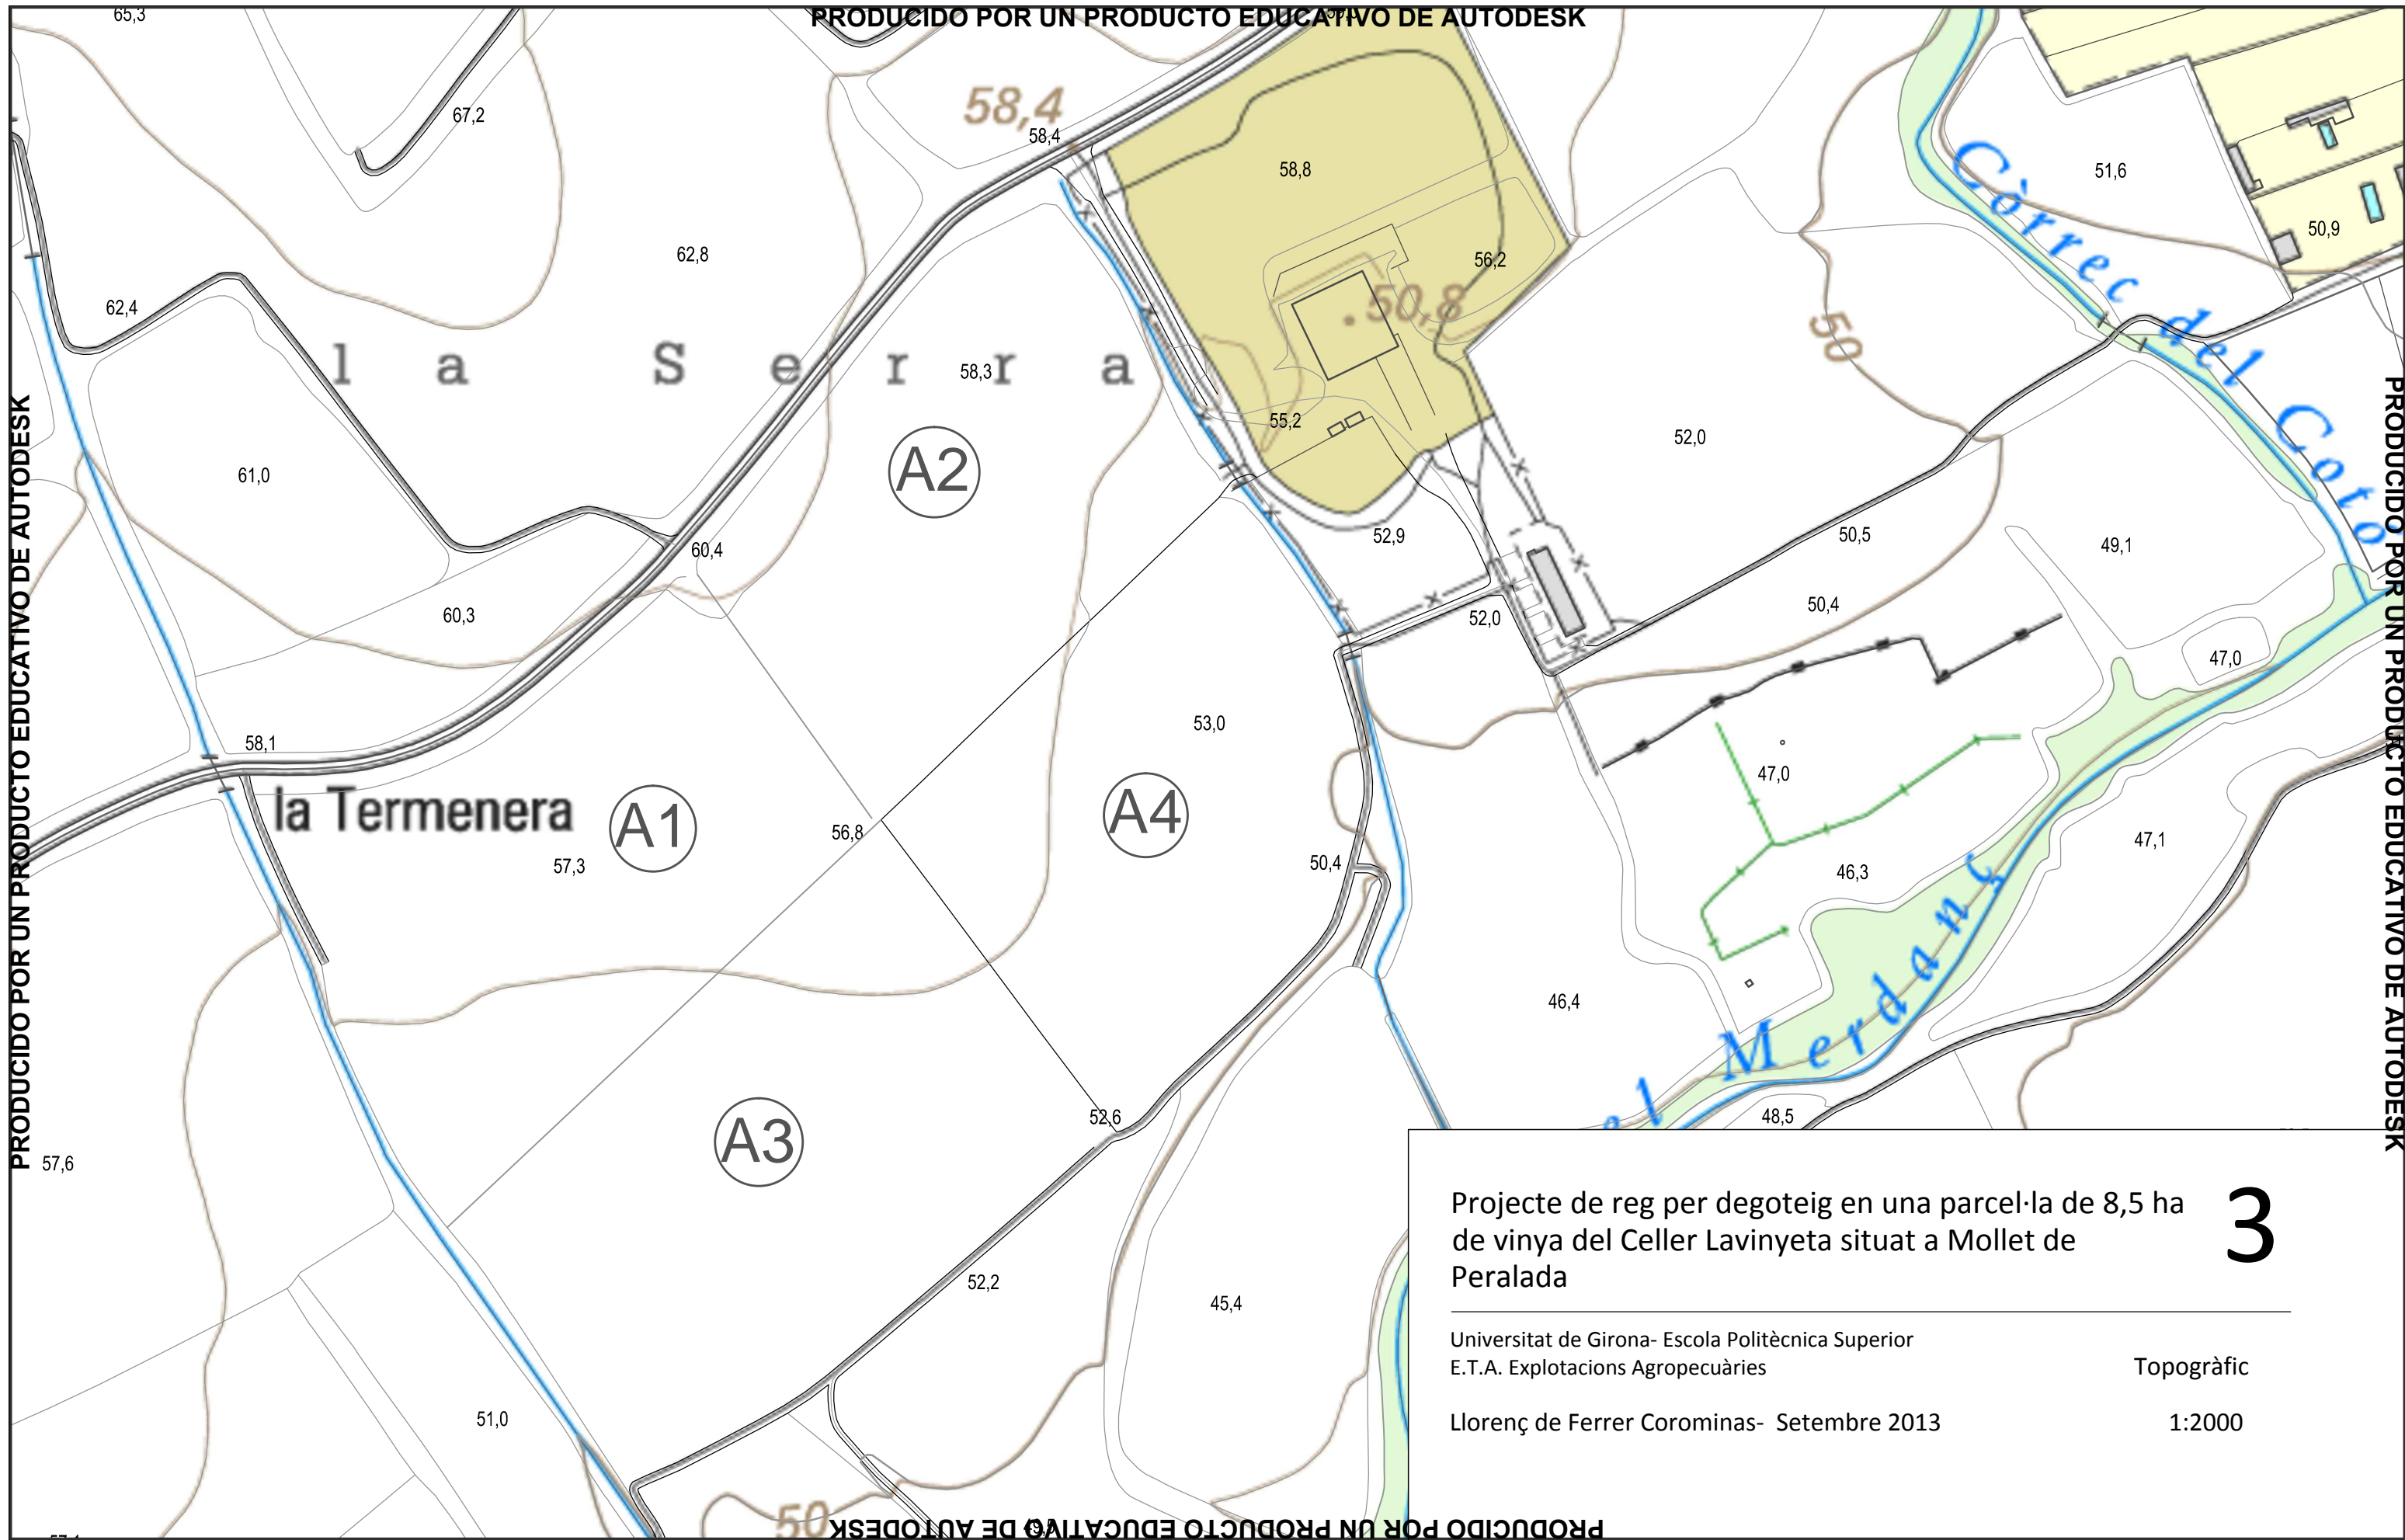 65,3
PRODUCIDO POR UN PRODUCTO EDUCATIVO DE AUTODESK
67,2
58,4
58,4
58,8
51,6
50,9
62,8
56,2
62,4
50,8
50
la Serra
58,3
55,2
52,0
Còrrec del Coto
PRODUCIDO POR UN PRODUCTO EDUCATIVO DE AUTODESK
PRODUCIDO POR UN PRODUCTO EDUCATIVO DE AUTODESK
61,0
A2
52,9
50,5
49,1
60,4
60,3
52,0
50,4
47,0
53,0
58,1
47,0
la Termenera
A1
56,8
A4
57,3
50,4
46,3
47,1
46,4
el Merdanç
52,6
48,5
A3
57,6
52,2
45,4
51,0
50
PRODUCIDO POR UN PRODUCTO EDUCATIVO DE AUTODESK
Projecte de reg per degoteig en una parcel·la de 8,5 ha
de vinya del Celler Lavinyeta situat a Mollet de
Peralada
3
Universitat de Girona- Escola Politècnica Superior
E.T.A. Explotacions Agropecuàries
Topogràfic
Llorenç de Ferrer Corominas- Setembre 2013
1:2000